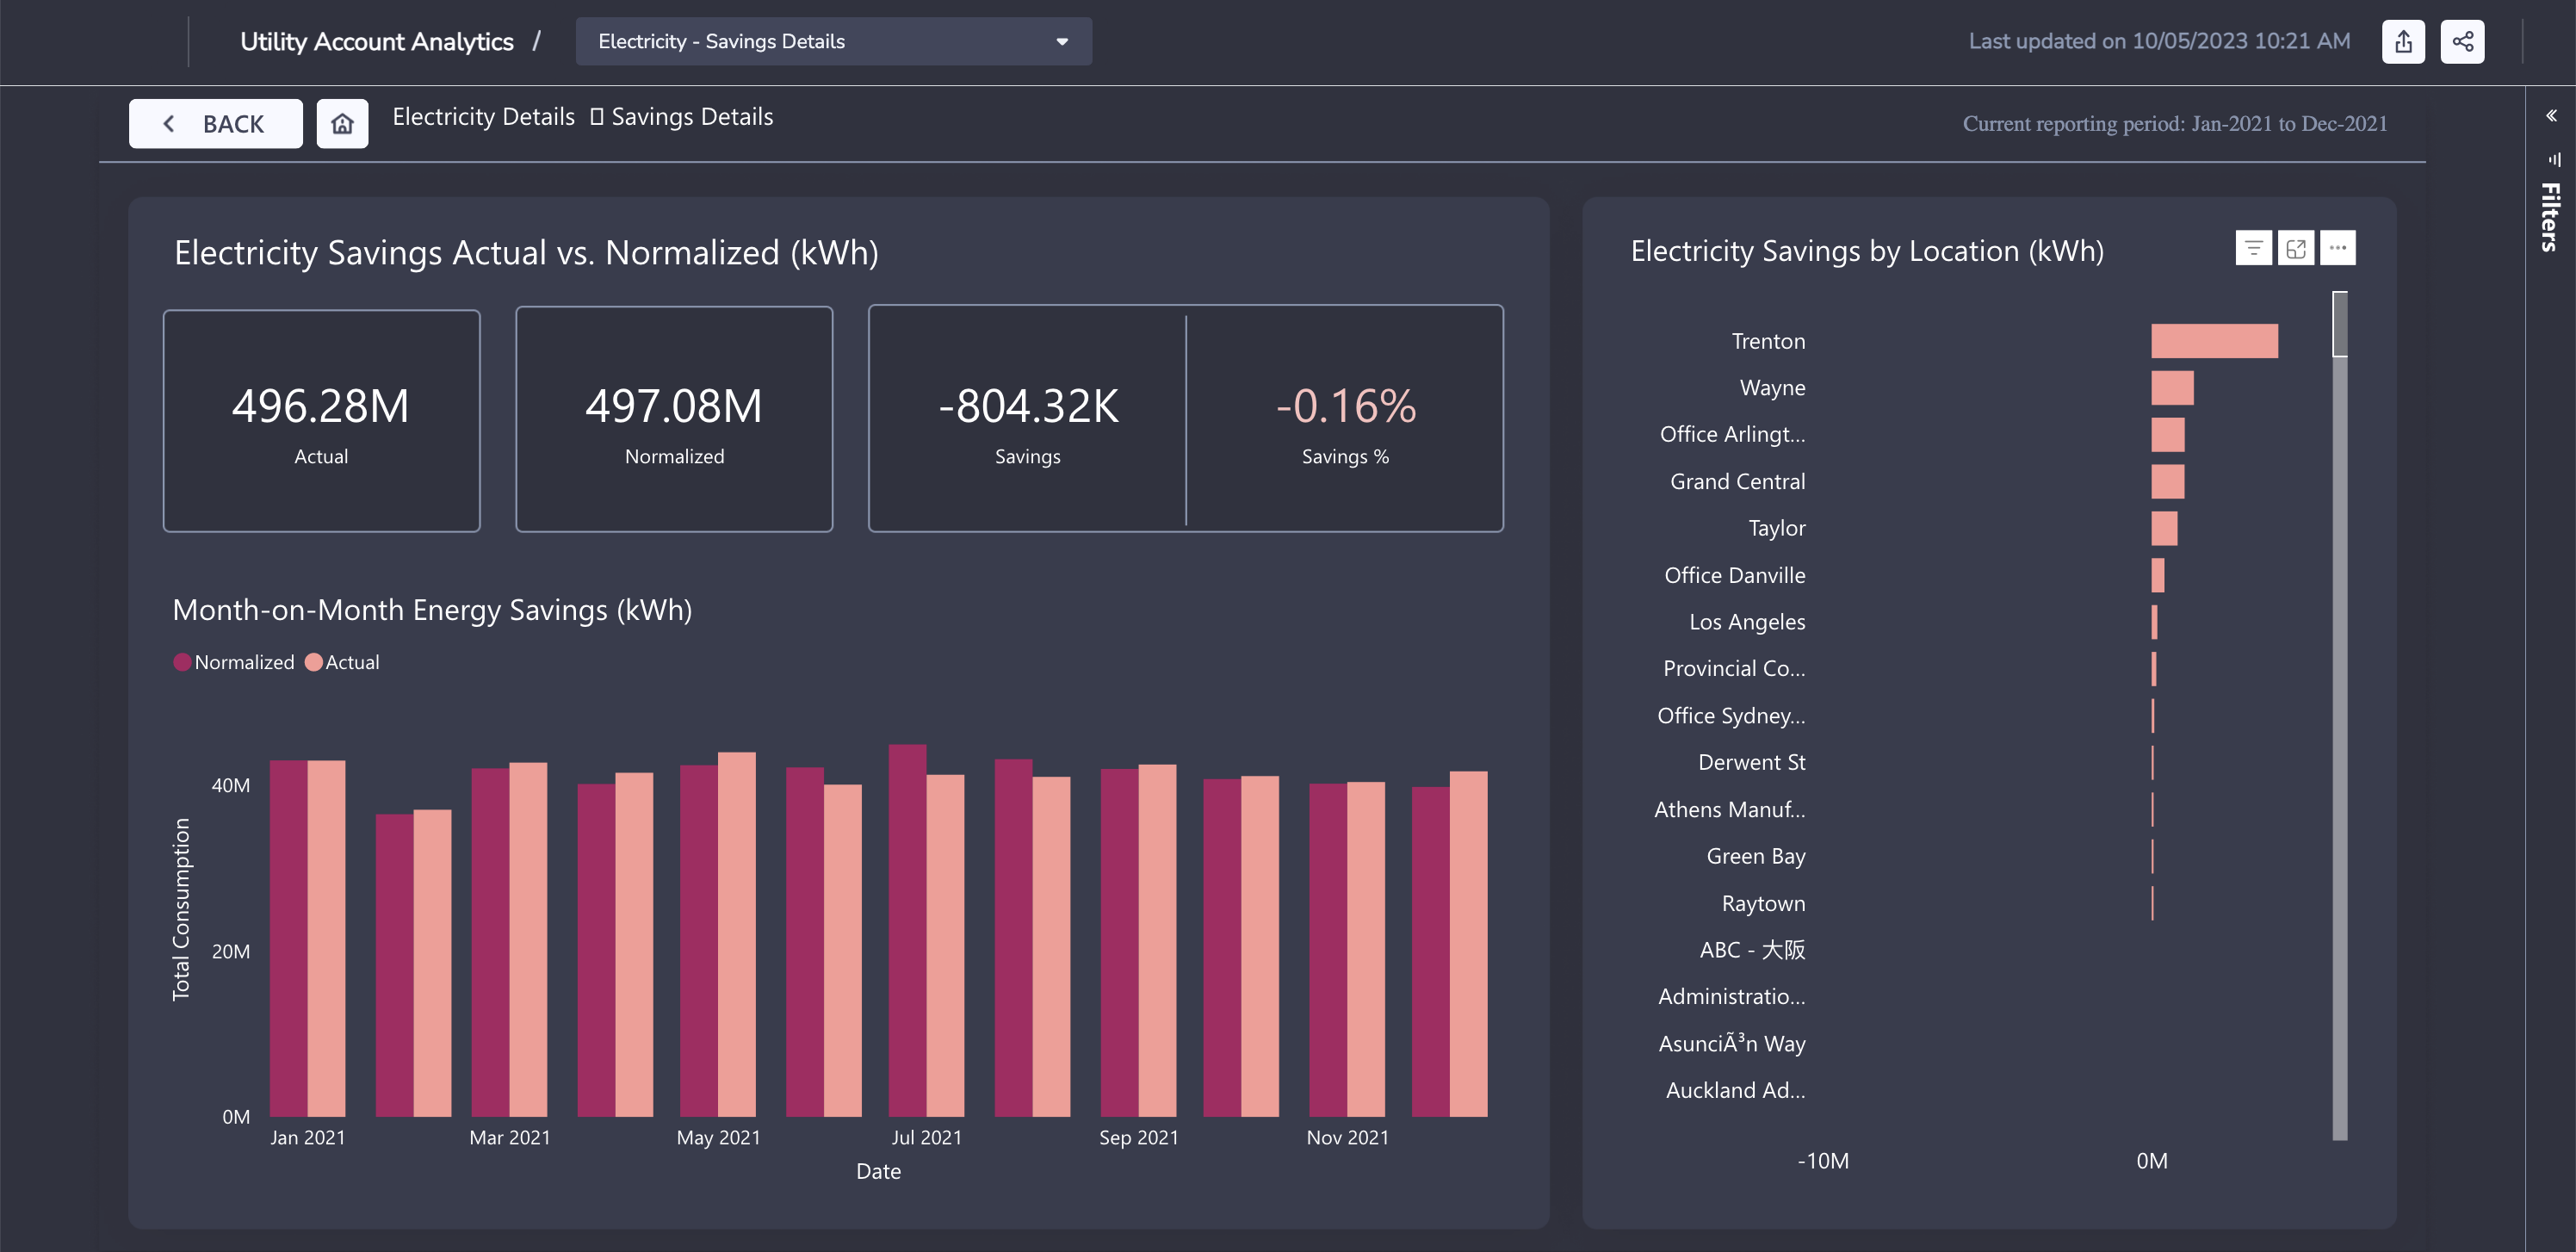 Utility Account Analytics /
Electricity - Savings Details
Last updated on 10/05/2023 10:21 AM
BACK
Electricity Details ▯ Savings Details
Current reporting period: Jan-2021 to Dec-2021
Filters
Electricity Savings Actual vs. Normalized (kWh)
496.28M
Actual
497.08M
Normalized
-804.32K
Savings
-0.16%
Savings %
Month-on-Month Energy Savings (kWh)
Normalized Actual
Total Consumption
40M
20M
0M
Jan 2021 Mar 2021 May 2021 Jul 2021 Sep 2021 Nov 2021
Date
Electricity Savings by Location (kWh)
Trenton
Wayne
Office Arlingt...
Grand Central
Taylor
Office Danville
Los Angeles
Provincial Co...
Office Sydney...
Derwent St
Athens Manuf...
Green Bay
Raytown
ABC - 大阪
Administratio...
AsunciÃ³n Way
Auckland Ad...
-10M 0M